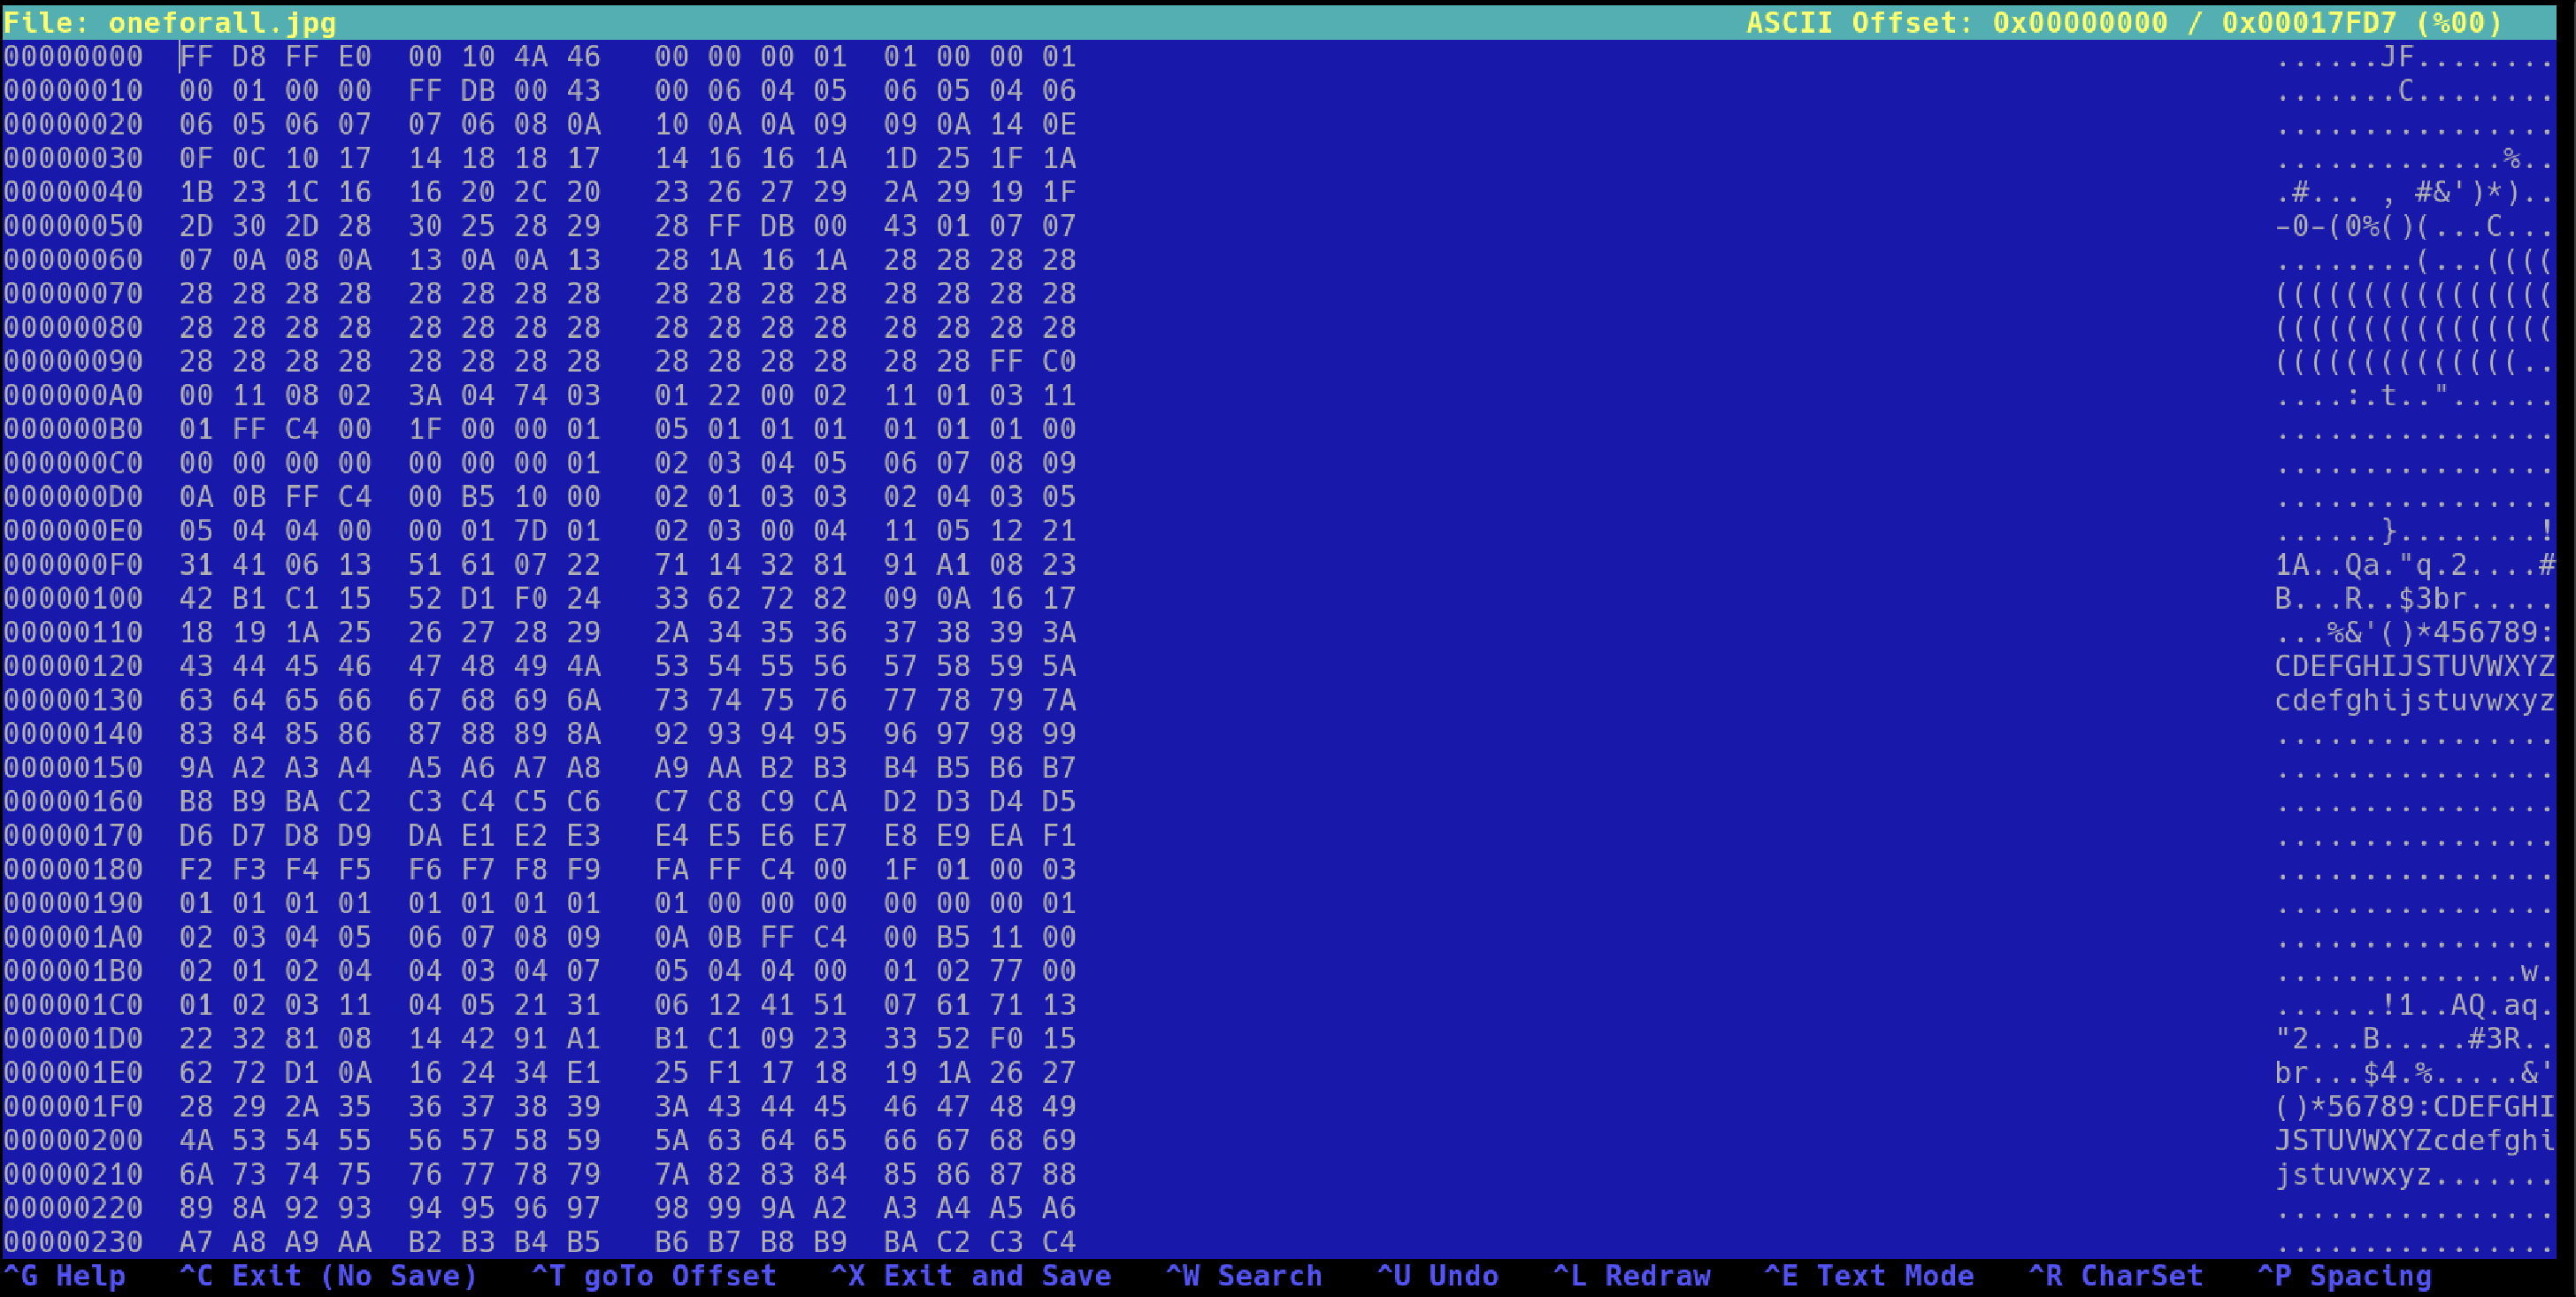 File: oneforall.jpg ASCII Offset: 0x00000000 / 0x00017FD7 (%00)
00000000 FF D8 FF E0 00 10 4A 46 00 00 00 01 01 00 00 01 ......JF........
00000010 00 01 00 00 FF DB 00 43 00 06 04 05 06 05 04 06 .......C........
00000020 06 05 06 07 07 06 08 0A 10 0A 0A 09 09 0A 14 0E ................
00000030 0F 0C 10 17 14 18 18 17 14 16 16 1A 1D 25 1F 1A .............%..
00000040 1B 23 1C 16 16 20 2C 20 23 26 27 29 2A 29 19 1F .#... , #&')*)..
00000050 2D 30 2D 28 30 25 28 29 28 FF DB 00 43 01 07 07 -0-(0%()(...C...
00000060 07 0A 08 0A 13 0A 0A 13 28 1A 16 1A 28 28 28 28 ........(...((((
00000070 28 28 28 28 28 28 28 28 28 28 28 28 28 28 28 28 ((((((((((((((((
00000080 28 28 28 28 28 28 28 28 28 28 28 28 28 28 28 28 ((((((((((((((((
00000090 28 28 28 28 28 28 28 28 28 28 28 28 28 28 FF C0 ((((((((((((((..
000000A0 00 11 08 02 3A 04 74 03 01 22 00 02 11 01 03 11 ....:.t.."......
000000B0 01 FF C4 00 1F 00 00 01 05 01 01 01 01 01 01 00 ................
000000C0 00 00 00 00 00 00 00 01 02 03 04 05 06 07 08 09 ................
000000D0 0A 0B FF C4 00 B5 10 00 02 01 03 03 02 04 03 05 ................
000000E0 05 04 04 00 00 01 7D 01 02 03 00 04 11 05 12 21 ......}........!
000000F0 31 41 06 13 51 61 07 22 71 14 32 81 91 A1 08 23 1A..Qa."q.2....#
00000100 42 B1 C1 15 52 D1 F0 24 33 62 72 82 09 0A 16 17 B...R..$3br.....
00000110 18 19 1A 25 26 27 28 29 2A 34 35 36 37 38 39 3A ...%&'()*456789:
00000120 43 44 45 46 47 48 49 4A 53 54 55 56 57 58 59 5A CDEFGHIJSTUVWXYZ
00000130 63 64 65 66 67 68 69 6A 73 74 75 76 77 78 79 7A cdefghijstuvwxyz
00000140 83 84 85 86 87 88 89 8A 92 93 94 95 96 97 98 99 ................
00000150 9A A2 A3 A4 A5 A6 A7 A8 A9 AA B2 B3 B4 B5 B6 B7 ................
00000160 B8 B9 BA C2 C3 C4 C5 C6 C7 C8 C9 CA D2 D3 D4 D5 ................
00000170 D6 D7 D8 D9 DA E1 E2 E3 E4 E5 E6 E7 E8 E9 EA F1 ................
00000180 F2 F3 F4 F5 F6 F7 F8 F9 FA FF C4 00 1F 01 00 03 ................
00000190 01 01 01 01 01 01 01 01 01 00 00 00 00 00 00 01 ................
000001A0 02 03 04 05 06 07 08 09 0A 0B FF C4 00 B5 11 00 ................
000001B0 02 01 02 04 04 03 04 07 05 04 04 00 01 02 77 00 ..............w.
000001C0 01 02 03 11 04 05 21 31 06 12 41 51 07 61 71 13 ......!1..AQ.aq.
000001D0 22 32 81 08 14 42 91 A1 B1 C1 09 23 33 52 F0 15 "2...B.....#3R..
000001E0 62 72 D1 0A 16 24 34 E1 25 F1 17 18 19 1A 26 27 br...$4.%.....&'
000001F0 28 29 2A 35 36 37 38 39 3A 43 44 45 46 47 48 49 ()*56789:CDEFGHI
00000200 4A 53 54 55 56 57 58 59 5A 63 64 65 66 67 68 69 JSTUVWXYZcdefghi
00000210 6A 73 74 75 76 77 78 79 7A 82 83 84 85 86 87 88 jstuvwxyz.......
00000220 89 8A 92 93 94 95 96 97 98 99 9A A2 A3 A4 A5 A6 ................
00000230 A7 A8 A9 AA B2 B3 B4 B5 B6 B7 B8 B9 BA C2 C3 C4 ................
^G Help ^C Exit (No Save) ^T goTo Offset ^X Exit and Save ^W Search ^U Undo ^L Redraw ^E Text Mode ^R CharSet ^P Spacing